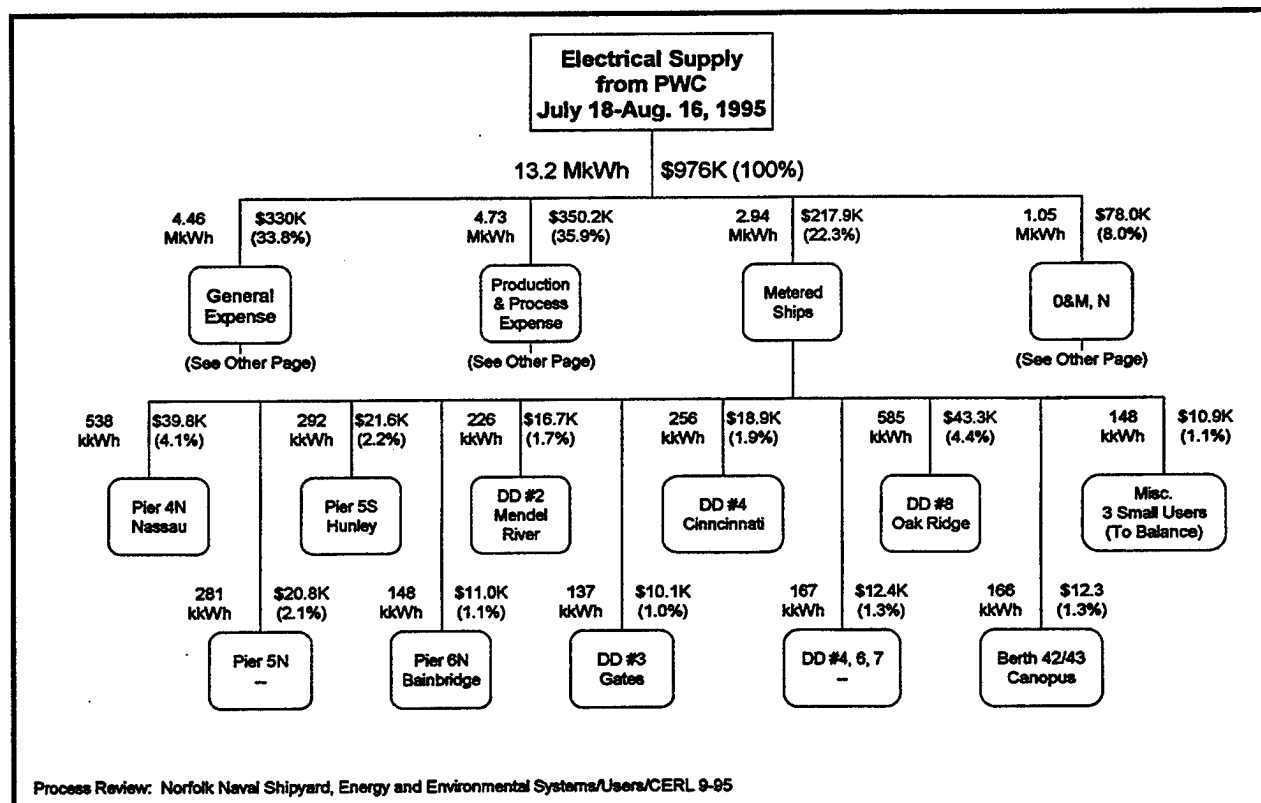 Electrical Supply
from PWC
July 18-Aug. 16, 1995
13.2 MkWh
$976K (100%)
4.46
MkWh
$330K
(33.8%)
4.73
MkWh
$350.2K
(35.9%)
2.94
MkWh
$217.9K
(22.3%)
1.05
MkWh
$78.0K
(8.0%)
General
Expense
Production
& Process
Expense
Metered
Ships
0&M, N
(See Other Page)
(See Other Page)
(See Other Page)
538
kkWh
$39.8K
(4.1%)
292
kkWh
$21.6K
(2.2%)
226
kkWh
$16.7K
(1.7%)
256
kkWh
$18.9K
(1.9%)
585
kkWh
$43.3K
(4.4%)
148
kkWh
$10.9K
(1.1%)
Pier 4N
Nassau
Pier 5S
Hunley
DD #2
Mendel
River
DD #4
Cinncinnati
DD #8
Oak Ridge
Misc.
3 Small Users
(To Balance)
281
kkWh
$20.8K
(2.1%)
148
kkWh
$11.0K
(1.1%)
137
kkWh
$10.1K
(1.0%)
167
kkWh
$12.4K
(1.3%)
166
kkWh
$12.3
(1.3%)
Pier 5N
--
Pier 6N
Bainbridge
DD #3
Gates
DD #4, 6, 7
--
Berth 42/43
Canopus
Process Review: Norfolk Naval Shipyard, Energy and Environmental Systems/Users/CERL 9-95